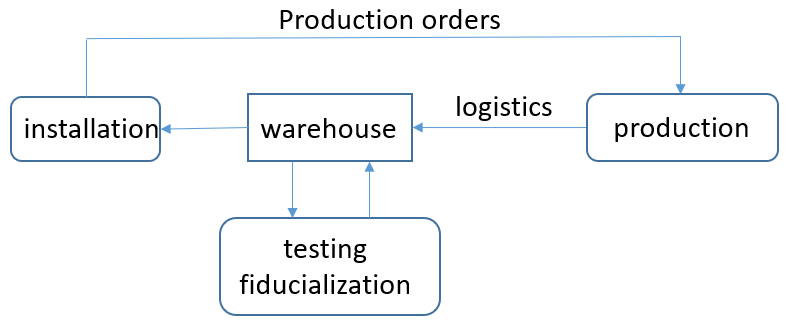 Production orders
installation
warehouse
logistics
production
testing
fiducialization